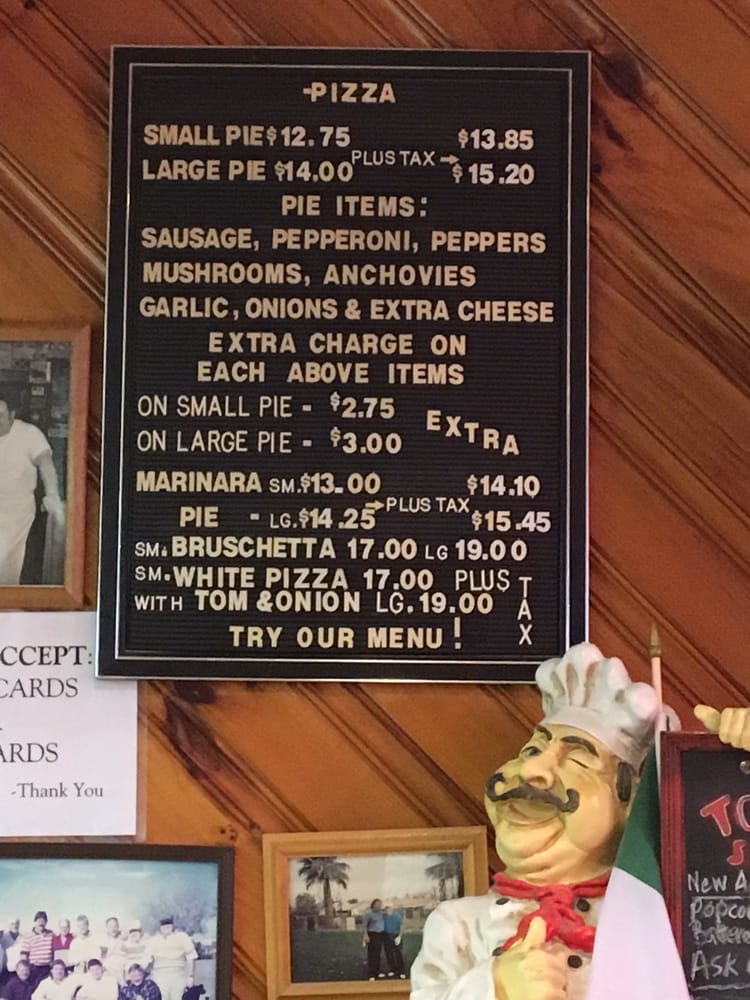 -PIZZA
SMALL PIE $12.75 $13.85
PLUS TAX →
LARGE PIE $14.00 $15.20
PIE ITEMS:
SAUSAGE, PEPPERONI, PEPPERS
MUSHROOMS, ANCHOVIES
GARLIC, ONIONS & EXTRA CHEESE
EXTRA CHARGE ON
EACH ABOVE ITEMS
ON SMALL PIE - $2.75
EXTRA
ON LARGE PIE - $3.00
MARINARA SM.$13.00 $14.10
→PLUS TAX
PIE - LG.$14.25 $15.45
SM. BRUSCHETTA 17.00 LG 19.00
SM. WHITE PIZZA 17.00 PLUS TAX
WITH TOM & ONION LG. 19.00
TRY OUR MENU!
CCEPT:
CARDS
ARDS
-Thank You
New A
Popco
Ask